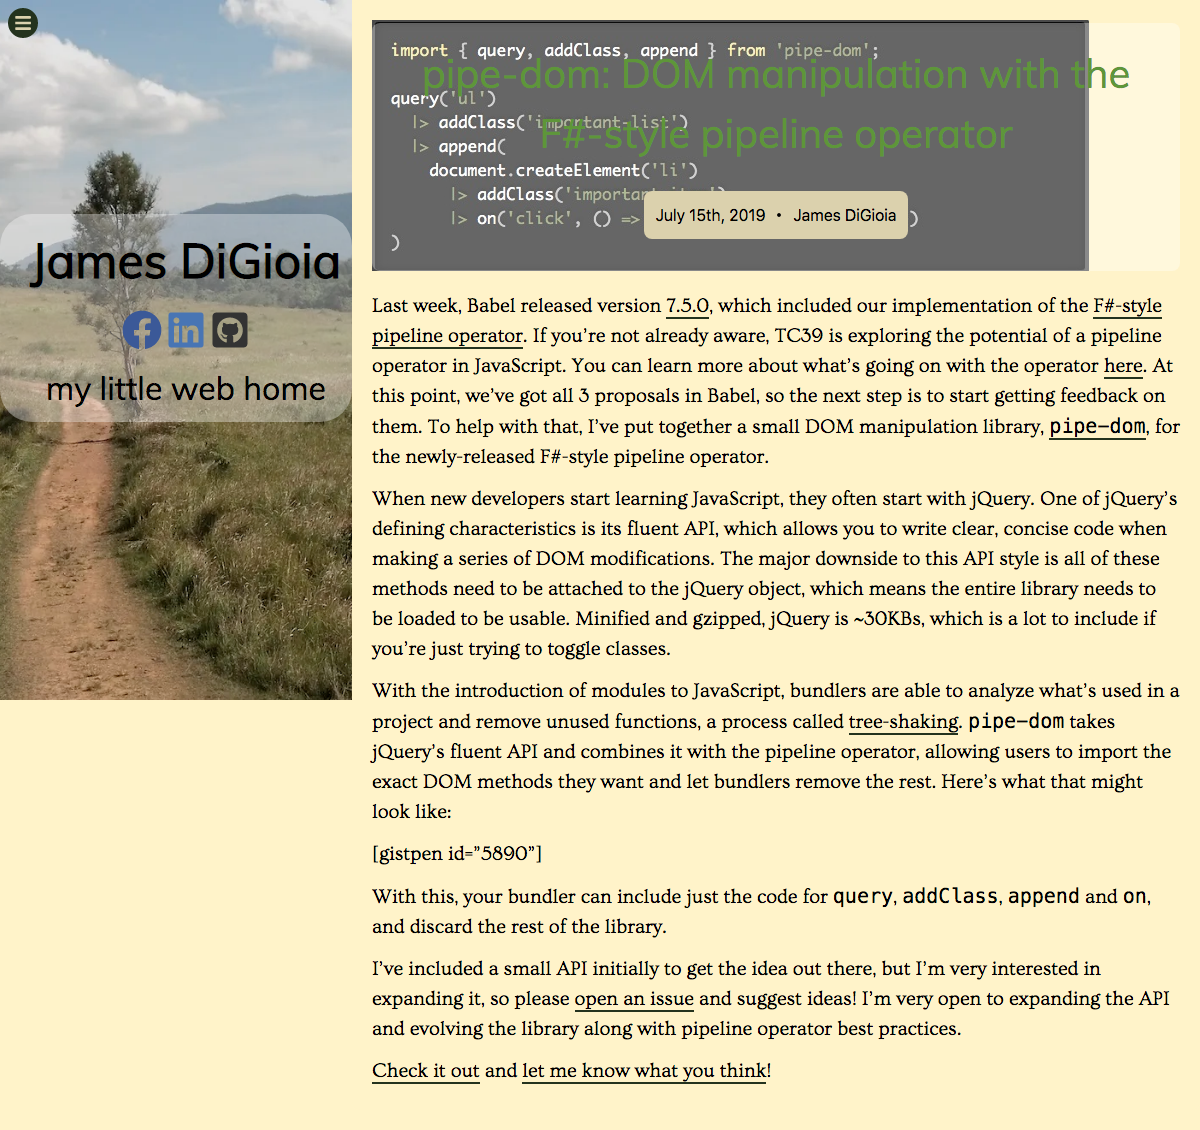 James DiGioia
my little web home
import { query, addClass, append } from 'pipe-dom';
pipe-dom: DOM manipulation with the
F#-style pipeline operator
query('ul')
|> addClass('important-list')
|> append(
document.createElement('li')
|> addClass('important
|> on('click', () =>
)
)
July 15th, 2019 • James DiGioia
Last week, Babel released version 7.5.0, which included our implementation of the F#-style
pipeline operator. If you’re not already aware, TC39 is exploring the potential of a pipeline
operator in JavaScript. You can learn more about what’s going on with the operator here. At
this point, we’ve got all 3 proposals in Babel, so the next step is to start getting feedback on
them. To help with that, I’ve put together a small DOM manipulation library, pipe-dom, for
the newly-released F#-style pipeline operator.
When new developers start learning JavaScript, they often start with jQuery. One of jQuery’s
defining characteristics is its fluent API, which allows you to write clear, concise code when
making a series of DOM modifications. The major downside to this API style is all of these
methods need to be attached to the jQuery object, which means the entire library needs to
be loaded to be usable. Minified and gzipped, jQuery is ~30KBs, which is a lot to include if
you’re just trying to toggle classes.
With the introduction of modules to JavaScript, bundlers are able to analyze what’s used in a
project and remove unused functions, a process called tree-shaking. pipe-dom takes
jQuery’s fluent API and combines it with the pipeline operator, allowing users to import the
exact DOM methods they want and let bundlers remove the rest. Here’s what that might
look like:
[gistpen id=”5890”]
With this, your bundler can include just the code for query, addClass, append and on,
and discard the rest of the library.
I’ve included a small API initially to get the idea out there, but I’m very interested in
expanding it, so please open an issue and suggest ideas! I’m very open to expanding the API
and evolving the library along with pipeline operator best practices.
Check it out and let me know what you think!